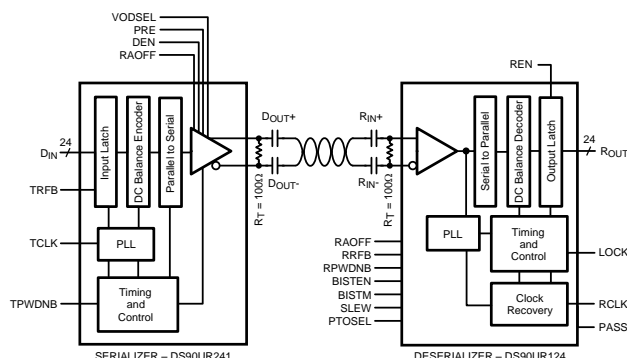 VODSEL
PRE
DEN
RAOFF
REN
24
DIN
TRFB
TCLK
TPWDNB
Input Latch
DC Balance Encoder
Parallel to Serial
PLL
Timing
and
Control
DOUT+
DOUT-
RT = 100Ω
RIN+
RIN-
RT = 100Ω
Serial to Parallel
DC Balance Decoder
Output Latch
24
ROUT
PLL
Timing
and
Control
Clock
Recovery
RAOFF
RRFB
RPWDNB
BISTEN
BISTM
SLEW
PTOSEL
LOCK
RCLK
PASS
SERIALIZER – DS90UR241
DESERIALIZER – DS90UR124